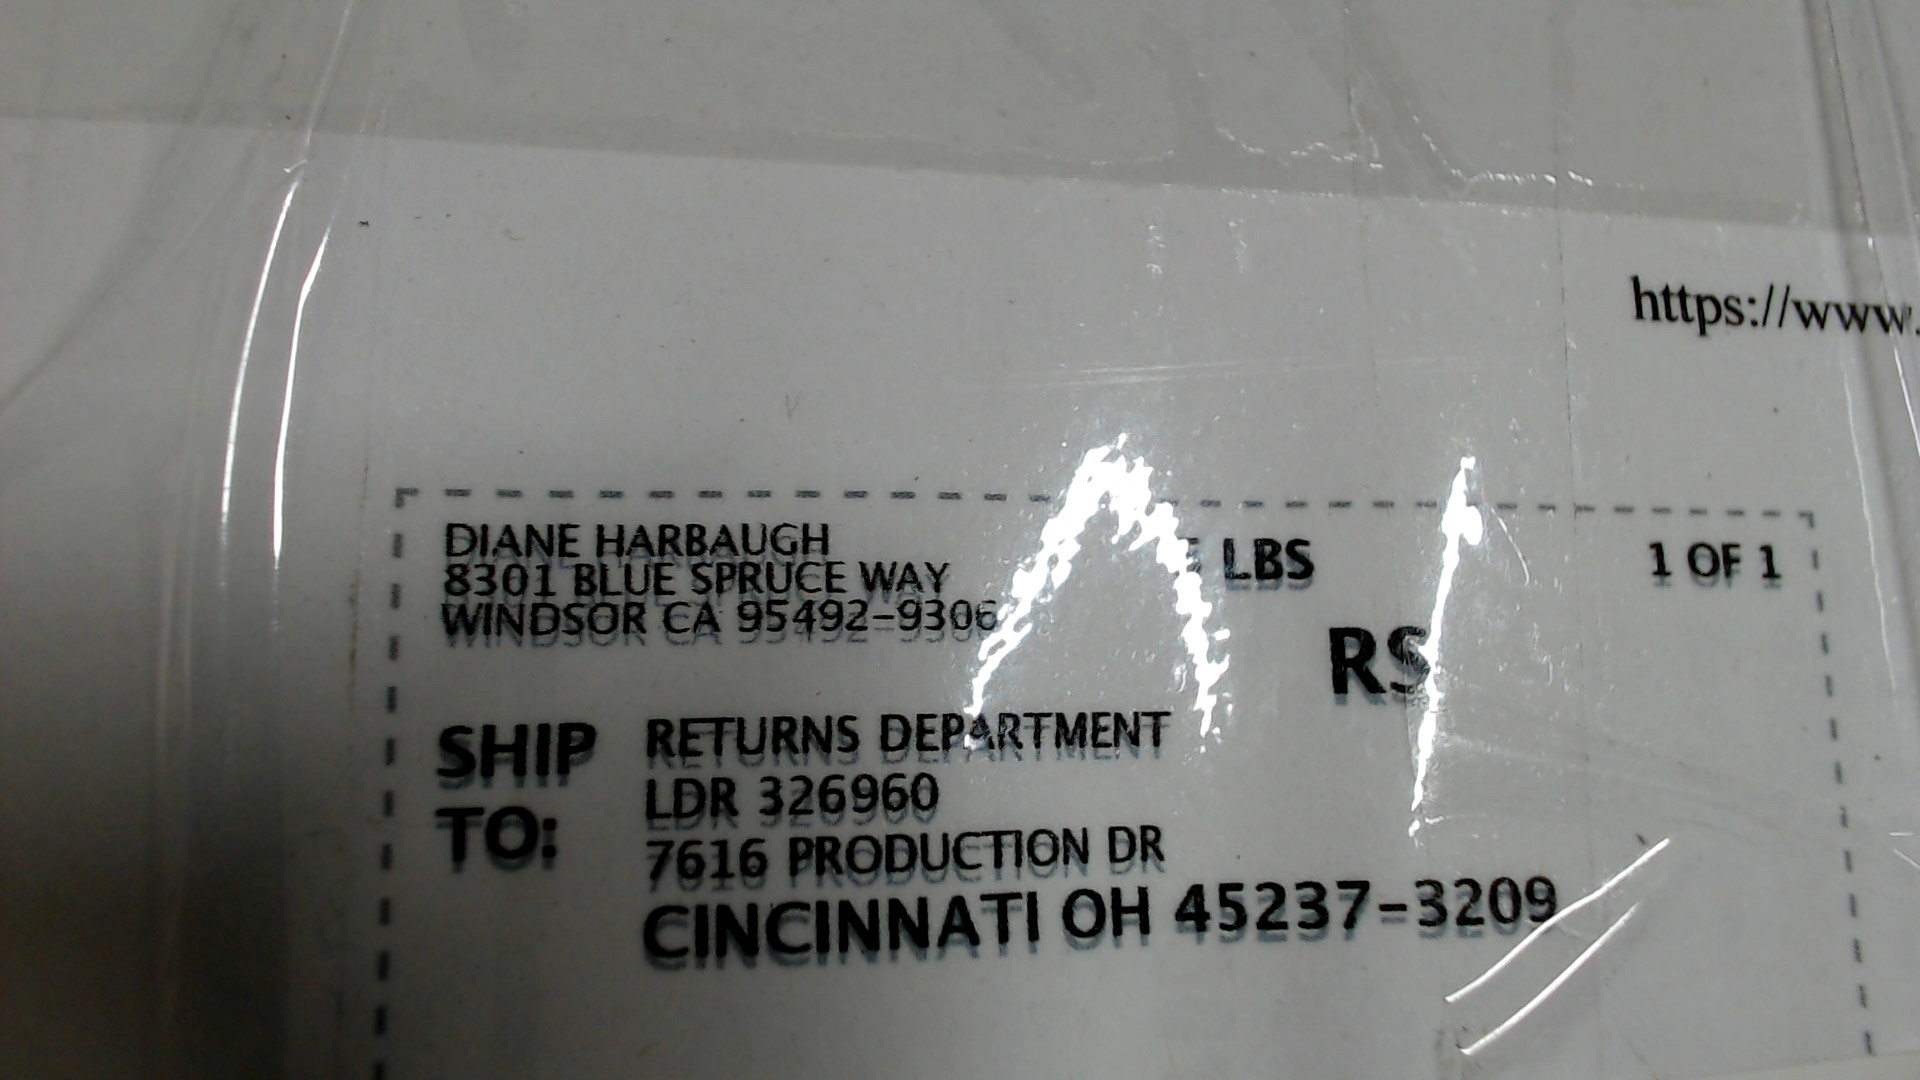 https://www.
DIANE HARBAUGH
8301 BLUE SPRUCE WAY
WINDSOR CA 95492-9306
LBS
1 OF 1
RS
SHIP TO:
RETURNS DEPARTMENT
LDR 326960
7616 PRODUCTION DR
CINCINNATI OH 45237-3209